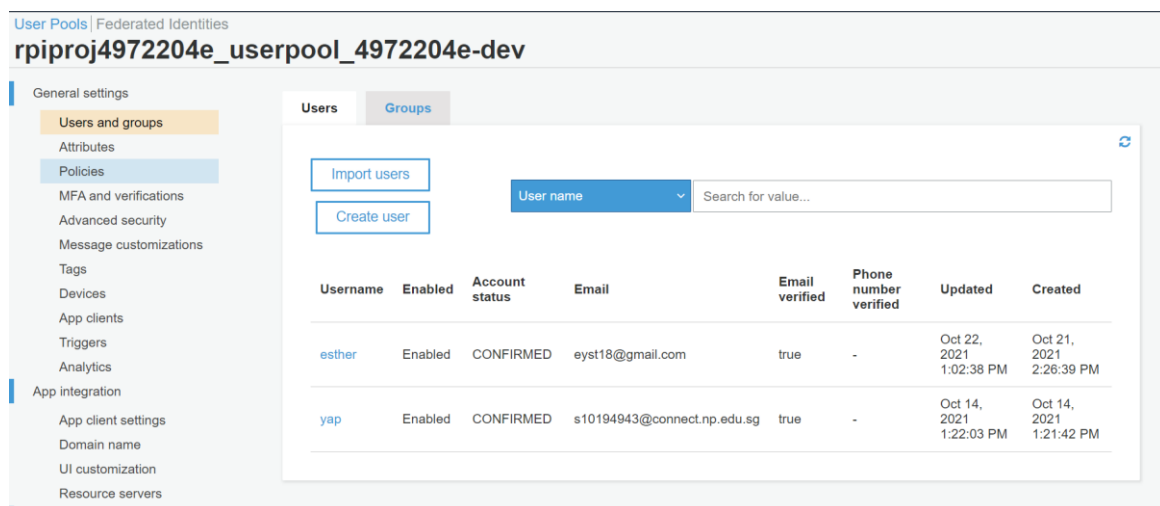 User Pools | Federated Identities
rpiproj4972204e_userpool_4972204e-dev
General settings
Users and groups
Attributes
Policies
MFA and verifications
Advanced security
Message customizations
Tags
Devices
App clients
Triggers
Analytics
App integration
App client settings
Domain name
UI customization
Resource servers
Users Groups
Import users
Create user
User name Search for value...
Username Enabled Account status Email Email verified Phone number verified Updated Created
esther Enabled CONFIRMED eyst18@gmail.com true - Oct 22, 2021 1:02:38 PM Oct 21, 2021 2:26:39 PM
yap Enabled CONFIRMED s10194943@connect.np.edu.sg true - Oct 14, 2021 1:22:03 PM Oct 14, 2021 1:21:42 PM